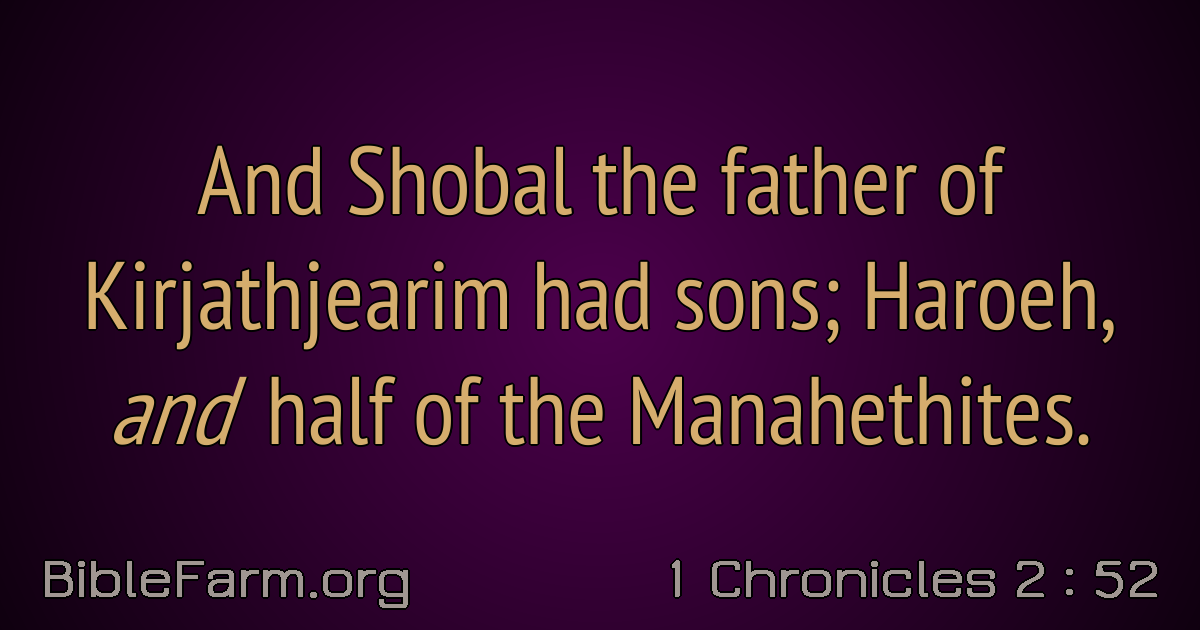 And Shobal the father of
Kirjathjearim had sons; Haroeh,
and half of the Manahethites.
BibleFarm.org
1 Chronicles 2 : 52